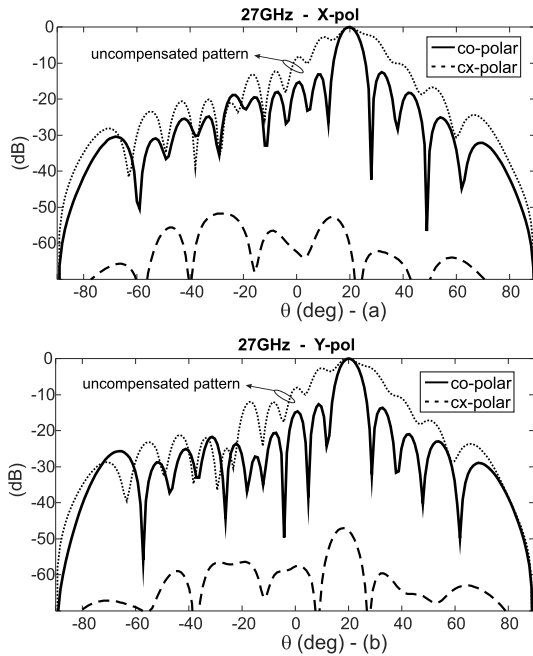 27GHz - X-pol
0
-10
-20
-30
-40
-50
-60
(dB)
uncompensated pattern
co-polar
cx-polar
-80 -60 -40 -20 0 20 40 60 80
θ (deg) - (a)
27GHz - Y-pol
0
-10
-20
-30
-40
-50
-60
(dB)
uncompensated pattern
co-polar
cx-polar
-80 -60 -40 -20 0 20 40 60 80
θ (deg) - (b)